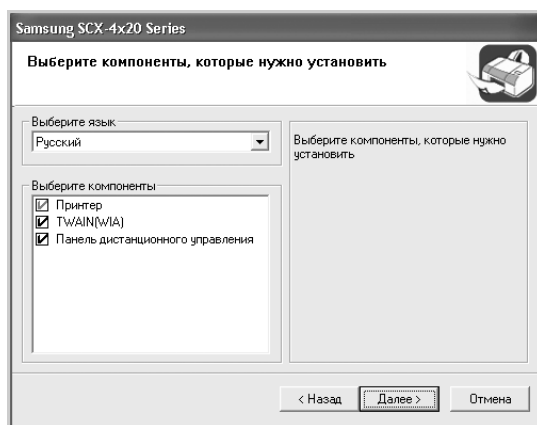 Samsung SCX-4x20 Series
Выберите компоненты, которые нужно установить
Выберите язык
Русский
Выберите компоненты, которые нужно
установить
Выберите компоненты
Принтер
TWAIN(WIA)
Панель дистанционного управления
< Назад
Далее >
Отмена